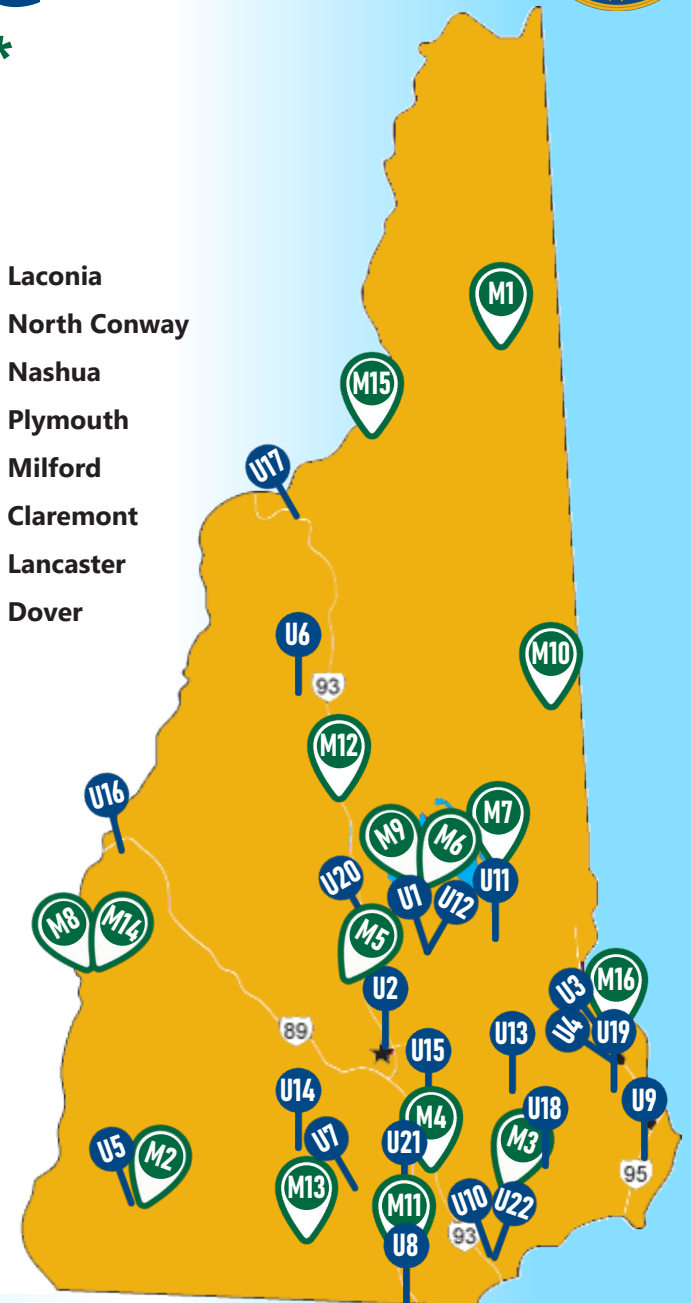 *
Laconia
North Conway
Nashua
Plymouth
Milford
Claremont
Lancaster
Dover
M1
M15
U17
U6
M10
93
M12
U16
M7
M9
M6
U20
U11
U1
U12
M8
M14
M5
U2
M16
U3
U4
U19
89
U15
U13
U14
U9
M4
U18
U7
U21
M3
U5
M2
95
M13
M11
U10
U22
93
U8